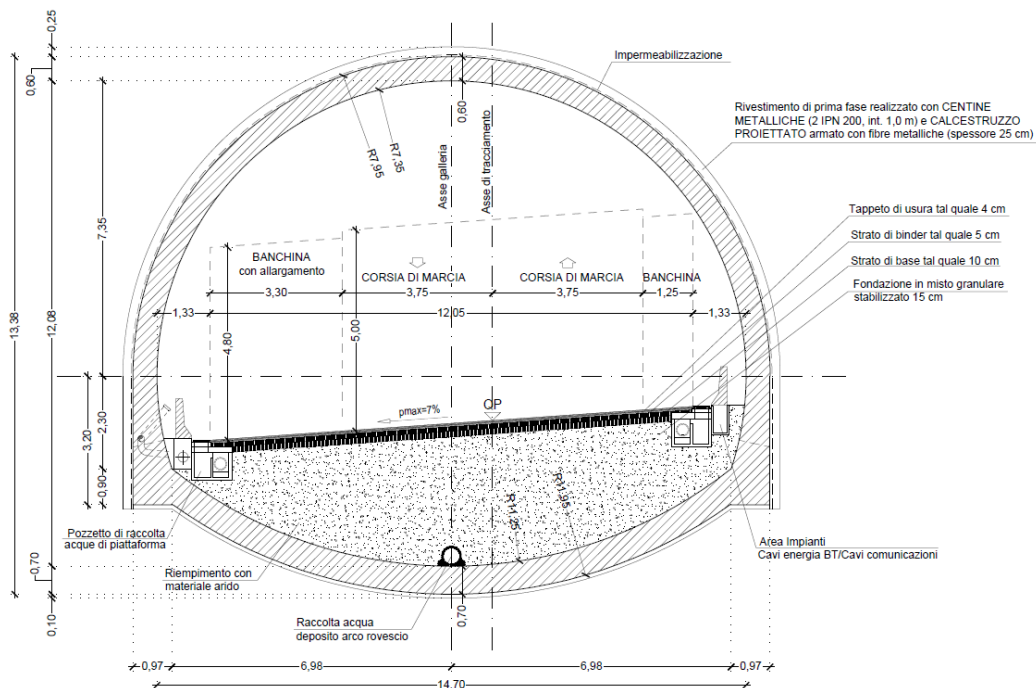 0,25
0,60
7,35
13,38
12,08
3,20
2,30
0,90
0,70
0,10
0,60
R7,95
R7,35
Asse galleria
Asse di tracciamento
Impermeabilizzazione
Rivestimento di prima fase realizzato con CENTINE
METALLICHE (2 IPN 200, int. 1,0 m) e CALCESTRUZZO
PROIETTATO armato con fibre metalliche (spessore 25 cm)
Tappeto di usura tal quale 4 cm
Strato di binder tal quale 5 cm
Strato di base tal quale 10 cm
Fondazione in misto granulare
stabilizzato 15 cm
BANCHINA
con allargamento
CORSIA DI MARCIA
CORSIA DI MARCIA
BANCHINA
3,30
3,75
3,75
1,25
1,33
12,05
1,33
4,80
5,00
pmax=7%
QP
R11,25
R11,95
Pozzetto di raccolta
acque di piattaforma
Riempimento con
materiale arido
Raccolta acqua
deposito arco rovescio
0,70
Area Impianti
Cavi energia BT/Cavi comunicazioni
0,97
6,98
6,98
0,97
14,70